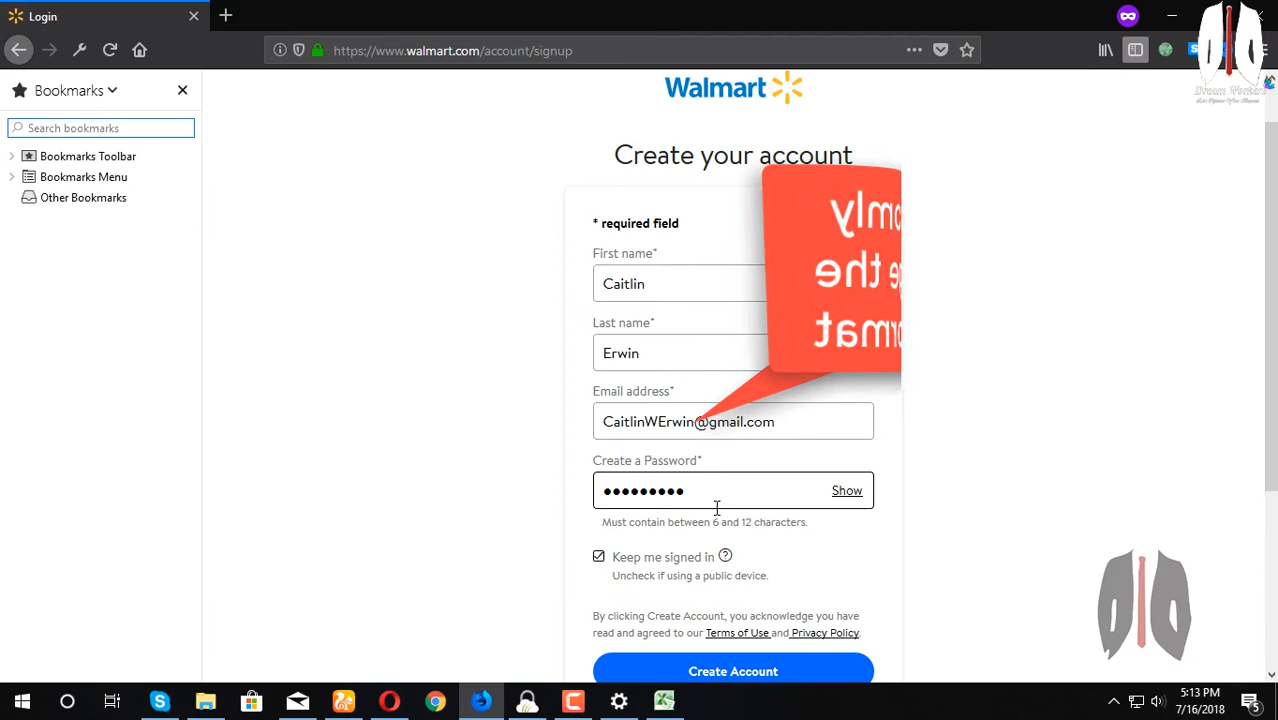 Login
https://www.walmart.com/account/signup
Dream Workers
Bookmarks
Search bookmarks
Bookmarks Toolbar
Bookmarks Menu
Other Bookmarks
Walmart
Create your account
* required field
First name*
Caitlin
Last name*
Erwin
Email address*
CaitlinWErwin@gmail.com
Create a Password*
●●●●●●●●●
Show
Must contain between 6 and 12 characters.
Keep me signed in
Uncheck if using a public device.
By clicking Create Account, you acknowledge you have
read and agreed to our Terms of Use and Privacy Policy.
Create Account
the
5:13 PM
7/16/2018
5